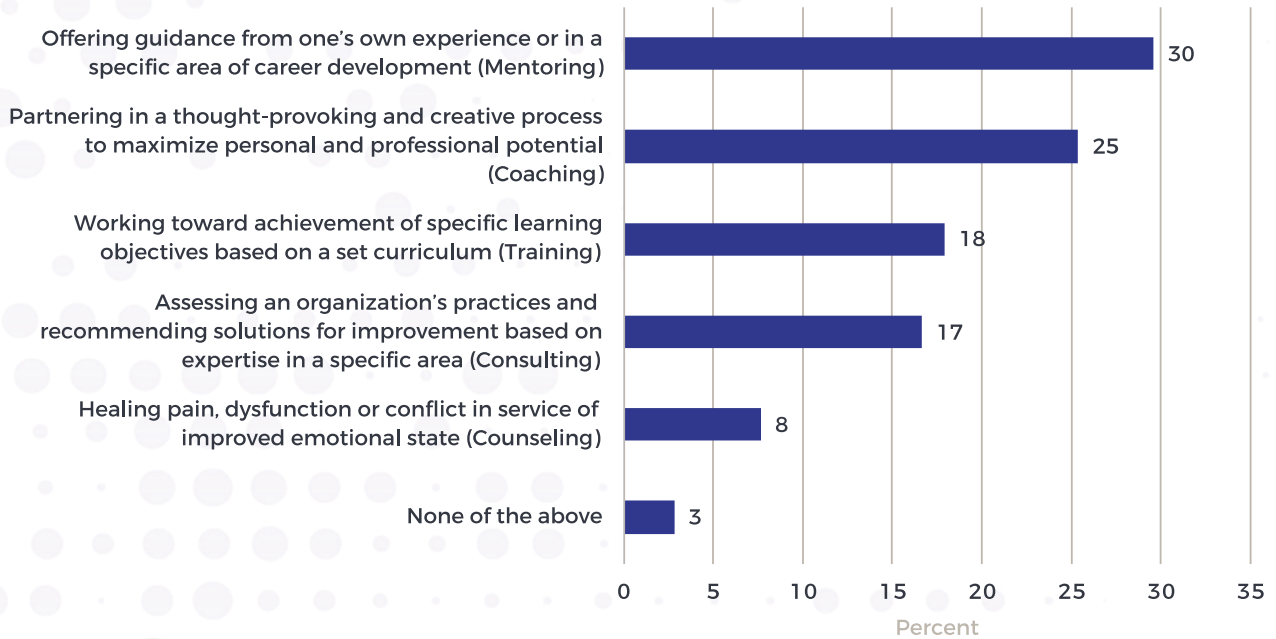 Offering guidance from one’s own experience or in a
specific area of career development (Mentoring)
30
Partnering in a thought-provoking and creative process
to maximize personal and professional potential
(Coaching)
25
Working toward achievement of specific learning
objectives based on a set curriculum (Training)
18
Assessing an organization’s practices and
recommending solutions for improvement based on
expertise in a specific area (Consulting)
17
Healing pain, dysfunction or conflict in service of
improved emotional state (Counseling)
8
None of the above
3
0 5 10 15 20 25 30 35
Percent